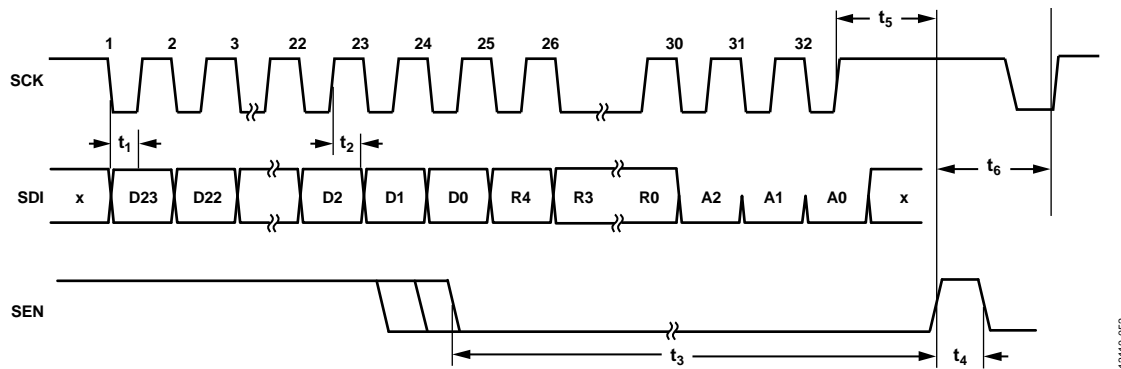 t5
1 2 3 22 23 24 25 26 30 31 32
SCK
t1 t2
t6
SDI x D23 D22 D2 D1 D0 R4 R3 R0 A2 A1 A0 x
SEN
t3 t4